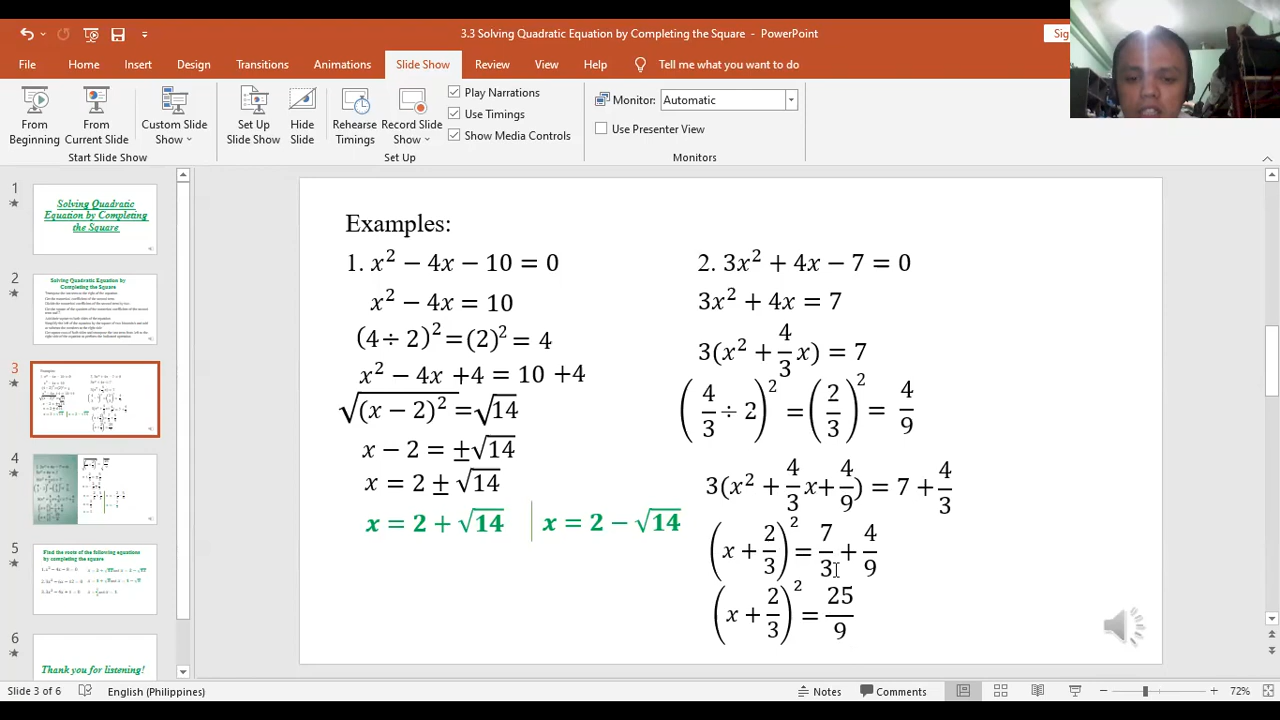 3.3 Solving Quadratic Equation by Completing the Square - PowerPoint
Sig
File Home Insert Design Transitions Animations Slide Show Review View Help Tell me what you want to do
From Beginning
From Current Slide
Custom Slide Show
Start Slide Show
Set Up Slide Show
Hide Slide
Rehearse Timings
Record Slide Show
Play Narrations
Use Timings
Show Media Controls
Set Up
Monitor: Automatic
Use Presenter View
Monitors
1
Solving Quadratic
Equation by Completing
the Square
2
Solving Quadratic Equation by
Completing the Square
3
4
5
Find the roots of the following equations
by completing the square
6
Thank you for listening!
Examples:
1. x² − 4x − 10 = 0
x² − 4x = 10
(4 ÷ 2)² = (2)² = 4
x² − 4x + 4 = 10 + 4
√(x − 2)² = √14
x − 2 = ±√14
x = 2 ± √14
x = 2 + √14 | x = 2 − √14
2. 3x² + 4x − 7 = 0
3x² + 4x = 7
3(x² + 4/3 x) = 7
(4/3 ÷ 2)² = (2/3)² = 4/9
3(x² + 4/3 x + 4/9) = 7 + 4/3
(x + 2/3)² = 7/3 + 4/9
(x + 2/3)² = 25/9
Slide 3 of 6 English (Philippines) Notes Comments 72%